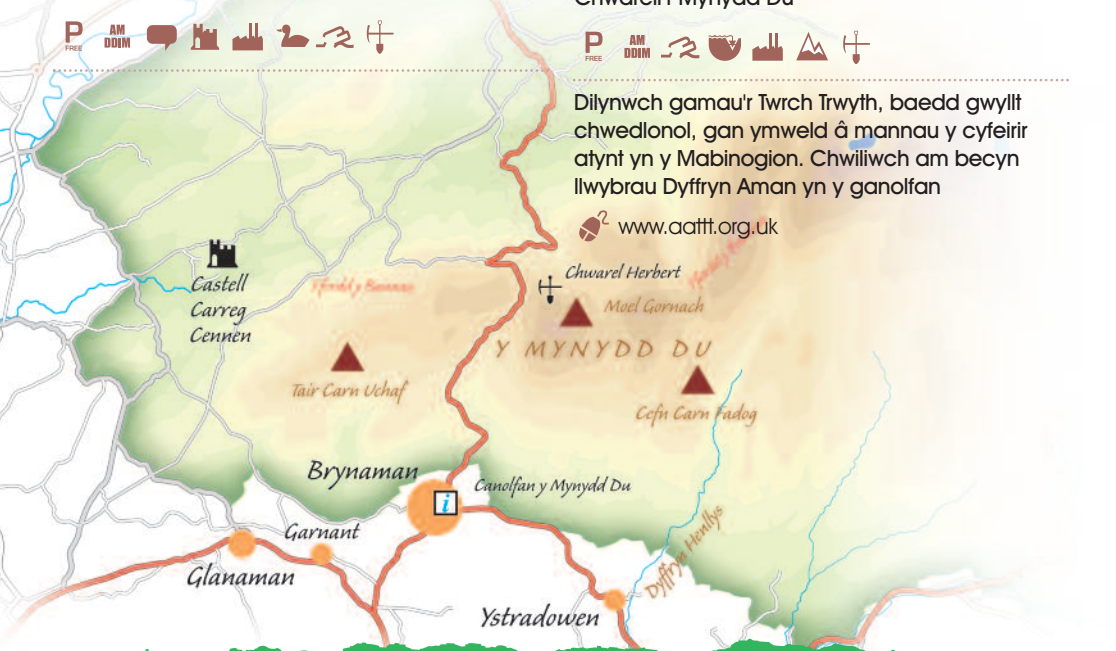 Chwareli'r Mynydd Du
P
FREE
AM
DDIM
P
FREE
AM
DDIM
Dilynwch gamau'r Twrch Trwyth, baedd gwyllt
chwedlonol, gan ymweld â mannau y cyfeirir
atynt yn y Mabinogion. Chwiliwch am becyn
llwybrau Dyffryn Aman yn y ganolfan
www.aattt.org.uk
Castell
Carreg
Cennen
Chwarel Herbert
Moel Gornach
Y MYNYDD DU
Tair Carn Uchaf
Cefn Carn Fadog
Brynaman
i
Canolfan y Mynydd Du
Garnant
Glanaman
Dyffryn Henllys
Ystradowen